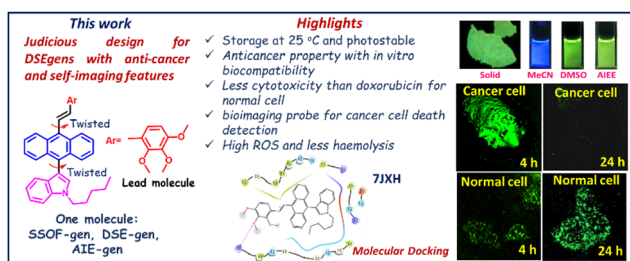 This work
Judicious design for
DSEgens with anti-cancer
and self-imaging features
Ar
Twisted
Ar=
O
O
O
Twisted
Lead molecule
N
One molecule:
SSOF-gen, DSE-gen,
AIE-gen
Highlights
✓ Storage at 25 °C and photostable
✓ Anticancer property with in vitro
biocompatibility
✓ Less cytotoxicity than doxorubicin for
normal cell
✓ bioimaging probe for cancer cell death
detection
✓ High ROS and less haemolysis
7JXH
Molecular Docking
Solid
MeCN
DMSO
AIEE
Cancer cell
4 h
Cancer cell
24 h
Normal cell
4 h
Normal cell
24 h